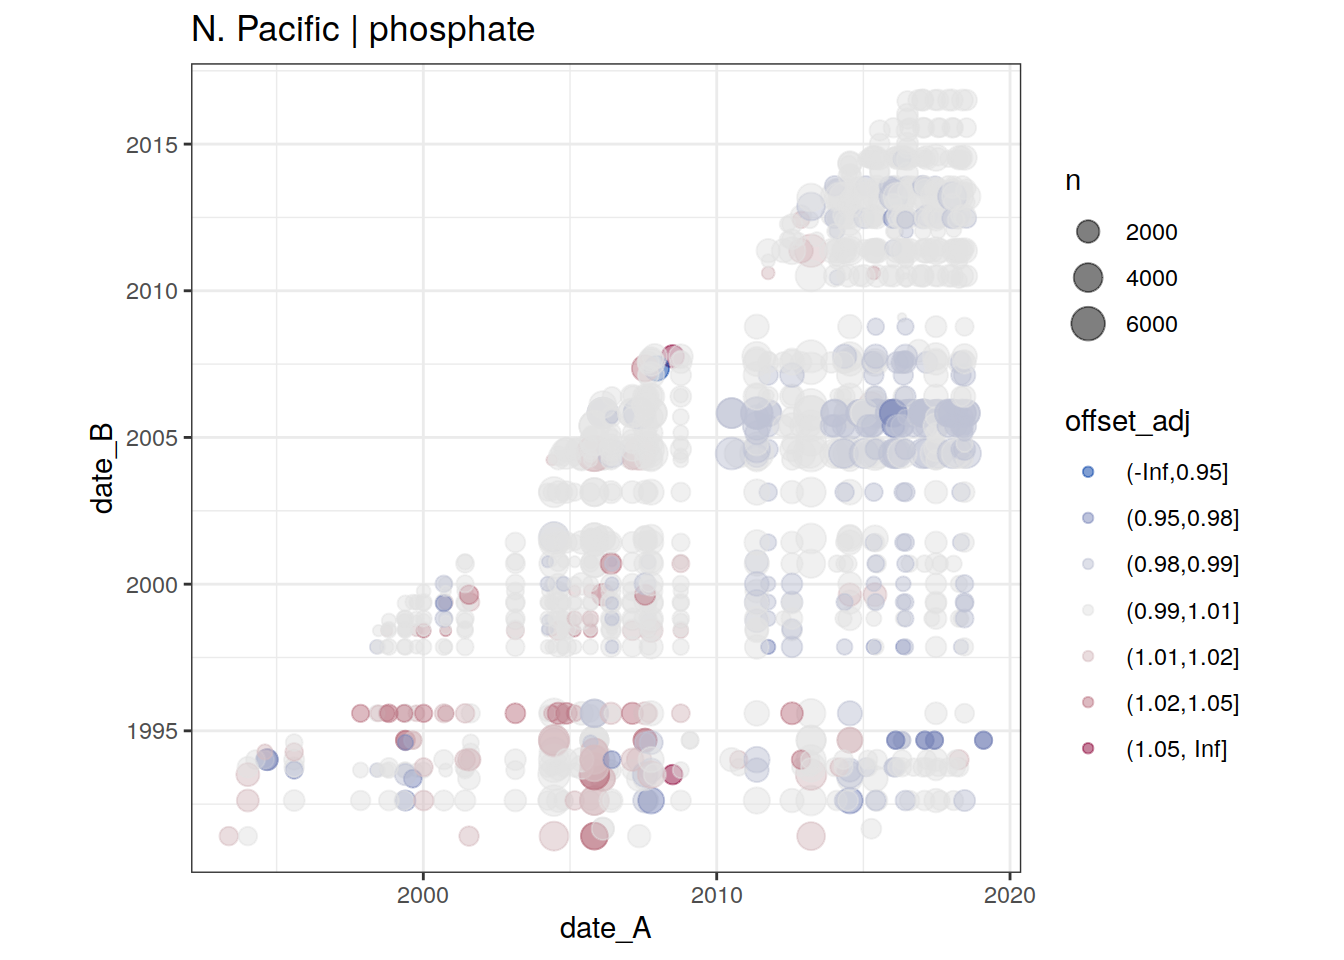 N. Pacific | phosphate
2015
2010
2005
2000
1995
date_B
2000
2010
2020
date_A
n
2000
4000
6000
offset_adj
(-Inf,0.95]
(0.95,0.98]
(0.98,0.99]
(0.99,1.01]
(1.01,1.02]
(1.02,1.05]
(1.05, Inf]